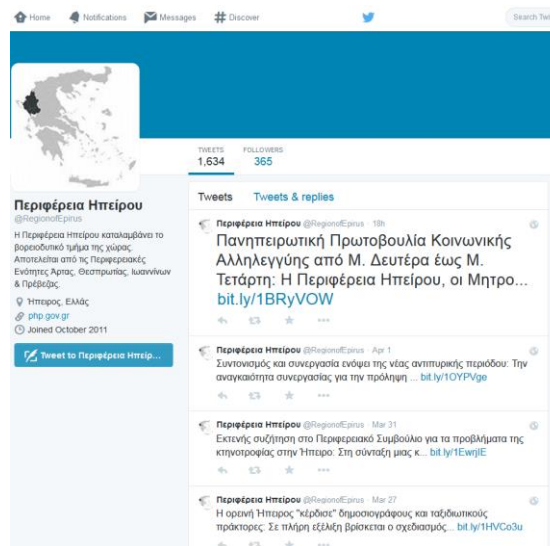 Home Notifications Messages # Discover
Search Twi
TWEETS FOLLOWERS
1,634 365
Περιφέρεια Ηπείρου
@RegionofEpirus
Η Περιφέρεια Ηπείρου καταλαμβάνει το
βορειοδυτικό τμήμα της χώρας.
Αποτελείται από τις Περιφερειακές
Ενότητες Άρτας, Θεσπρωτίας, Ιωαννίνων
& Πρέβεζας.
Ήπειρος, Ελλάς
php.gov.gr
Joined October 2011
Tweet to Περιφέρεια Ηπείρ...
Tweets Tweets & replies
Περιφέρεια Ηπείρου @RegionofEpirus · 18h
Πανηπειρωτική Πρωτοβουλία Κοινωνικής
Αλληλεγγύης από Μ. Δευτέρα έως Μ.
Τετάρτη: Η Περιφέρεια Ηπείρου, οι Μητρο...
bit.ly/1BRyVOW
Περιφέρεια Ηπείρου @RegionofEpirus · Apr 1
Συντονισμός και συνεργασία ενόψει της νέας αντιπυρικής περιόδου: Την
αναγκαιότητα συνεργασίας για την πρόληψη ... bit.ly/1OYPVge
Περιφέρεια Ηπείρου @RegionofEpirus · Mar 31
Εκτενής συζήτηση στο Περιφερειακό Συμβούλιο για τα προβλήματα της
κτηνοτροφίας στην Ήπειρο: Στη σύνταξη μιας κ... bit.ly/1EwrjIE
Περιφέρεια Ηπείρου @RegionofEpirus · Mar 27
Η ορεινή Ήπειρος "κέρδισε" δημοσιογράφους και ταξιδιωτικούς
πράκτορες: Σε πλήρη εξέλιξη βρίσκεται ο σχεδιασμός... bit.ly/1HVCo3u